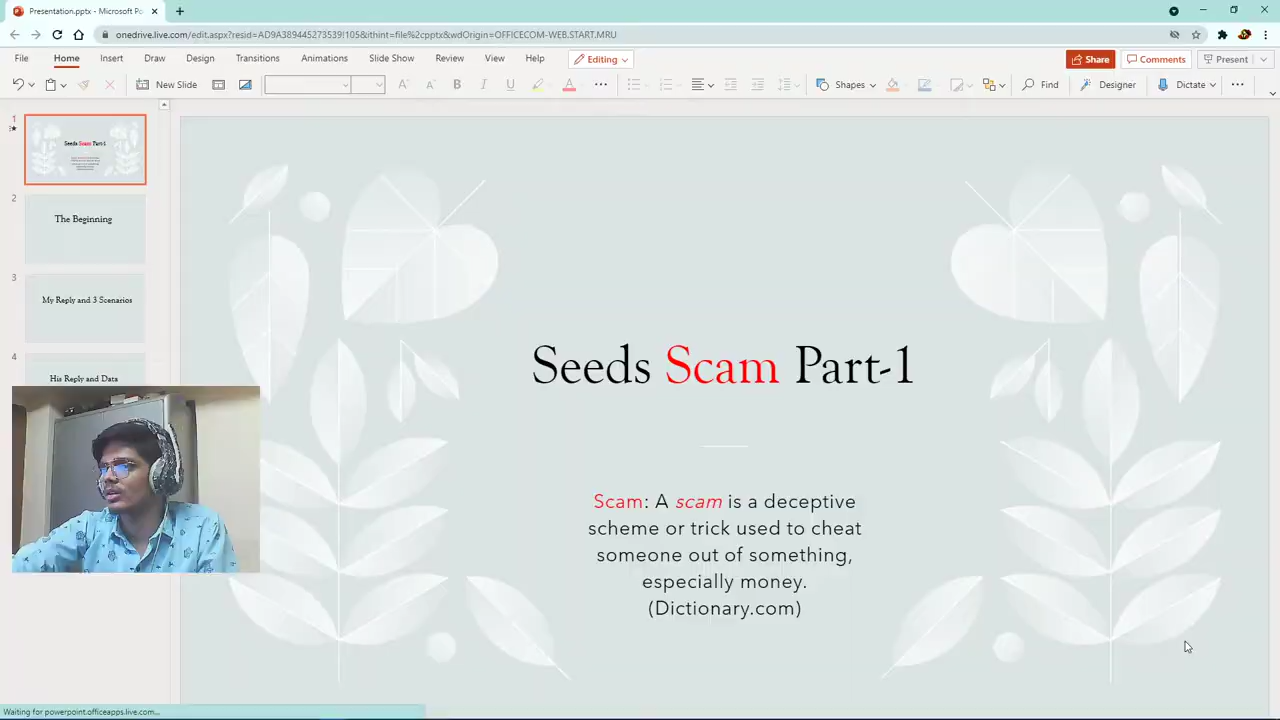 Presentation.pptx - Microsoft Po
onedrive.live.com/edit.aspx?resid=AD9A389445273539!105&ithint=file%2cpptx&wdOrigin=OFFICECOM-WEB.START.MRU
File Home Insert Draw Design Transitions Animations Slide Show Review View Help Editing Share Comments Present
New Slide B I U A Shapes Find Designer Dictate
1
Seeds Scam Part-1
2
The Beginning
3
My Reply and 3 Scenarios
4
His Reply and Data
Seeds Scam Part-1
Scam: A scam is a deceptive
scheme or trick used to cheat
someone out of something,
especially money.
(Dictionary.com)
Waiting for powerpoint.officeapps.live.com...